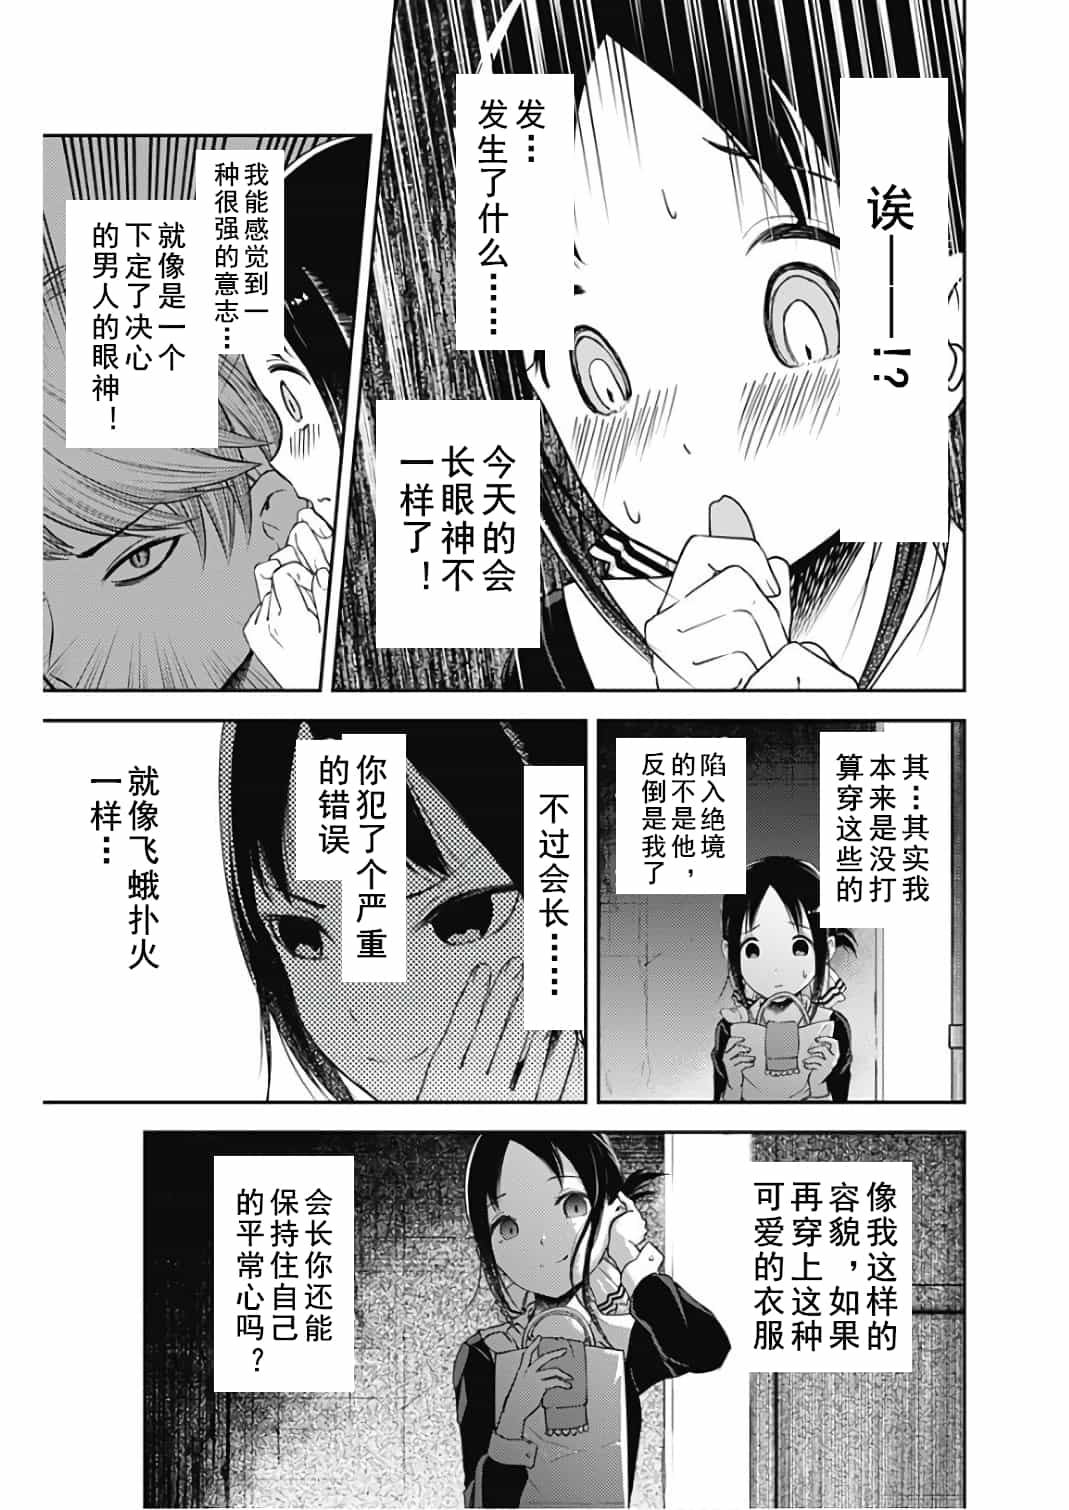 诶——!?
发…
发生了什么……
今天的会
长眼神不
一样了！
我能感觉到一
种很强的意志…
就像是一个
下定了决心
的男人的眼神！
其…其实我
本来是没打
算穿这些的
陷入绝境
的不是他，
反倒是我了
不过会长……
你犯了个严重
的错误
就像飞蛾扑火
一样…
像我这样的
容貌，如果
再穿上这种
可爱的衣服
会长你还能
保持住自己
的平常心吗？